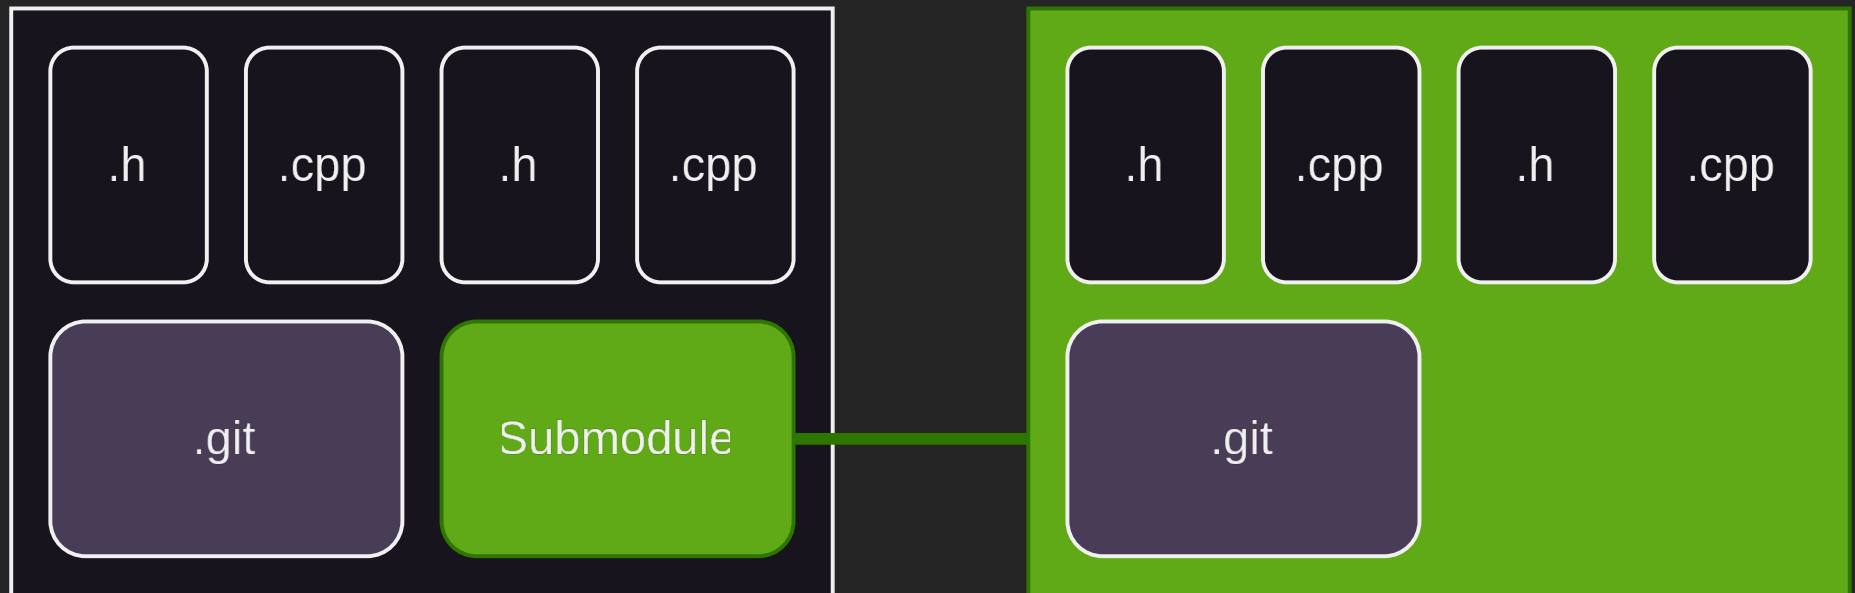 .h
.cpp
.h
.cpp
.h
.cpp
.h
.cpp
.git
Submodule
.git